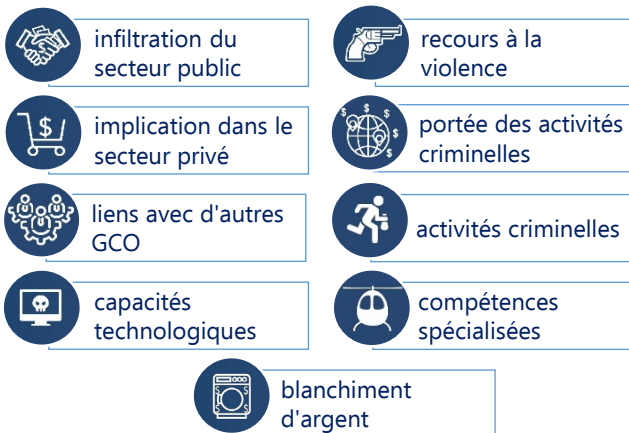 infiltration du
secteur public
recours à la
violence
implication dans le
secteur privé
portée des activités
criminelles
liens avec d'autres
GCO
activités criminelles
capacités
technologiques
compétences
spécialisées
blanchiment
d'argent